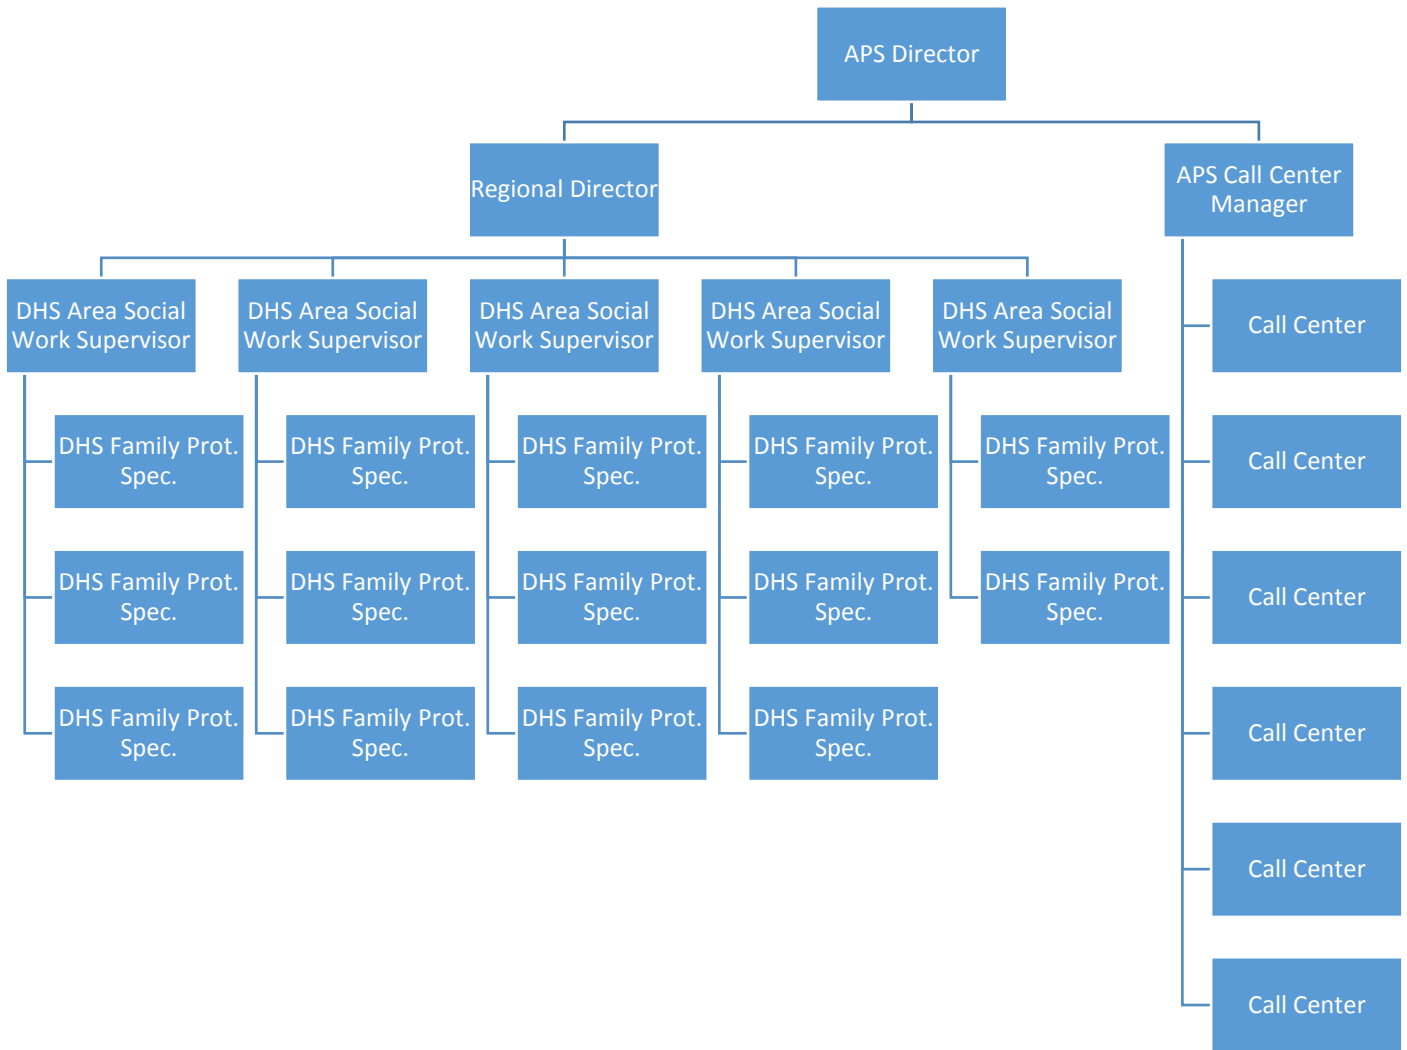 APS Director
Regional Director
APS Call Center
Manager
DHS Area Social
Work Supervisor
DHS Area Social
Work Supervisor
DHS Area Social
Work Supervisor
DHS Area Social
Work Supervisor
DHS Area Social
Work Supervisor
Call Center
DHS Family Prot.
Spec.
DHS Family Prot.
Spec.
DHS Family Prot.
Spec.
DHS Family Prot.
Spec.
DHS Family Prot.
Spec.
Call Center
DHS Family Prot.
Spec.
DHS Family Prot.
Spec.
DHS Family Prot.
Spec.
DHS Family Prot.
Spec.
DHS Family Prot.
Spec.
Call Center
DHS Family Prot.
Spec.
DHS Family Prot.
Spec.
DHS Family Prot.
Spec.
DHS Family Prot.
Spec.
Call Center
Call Center
Call Center